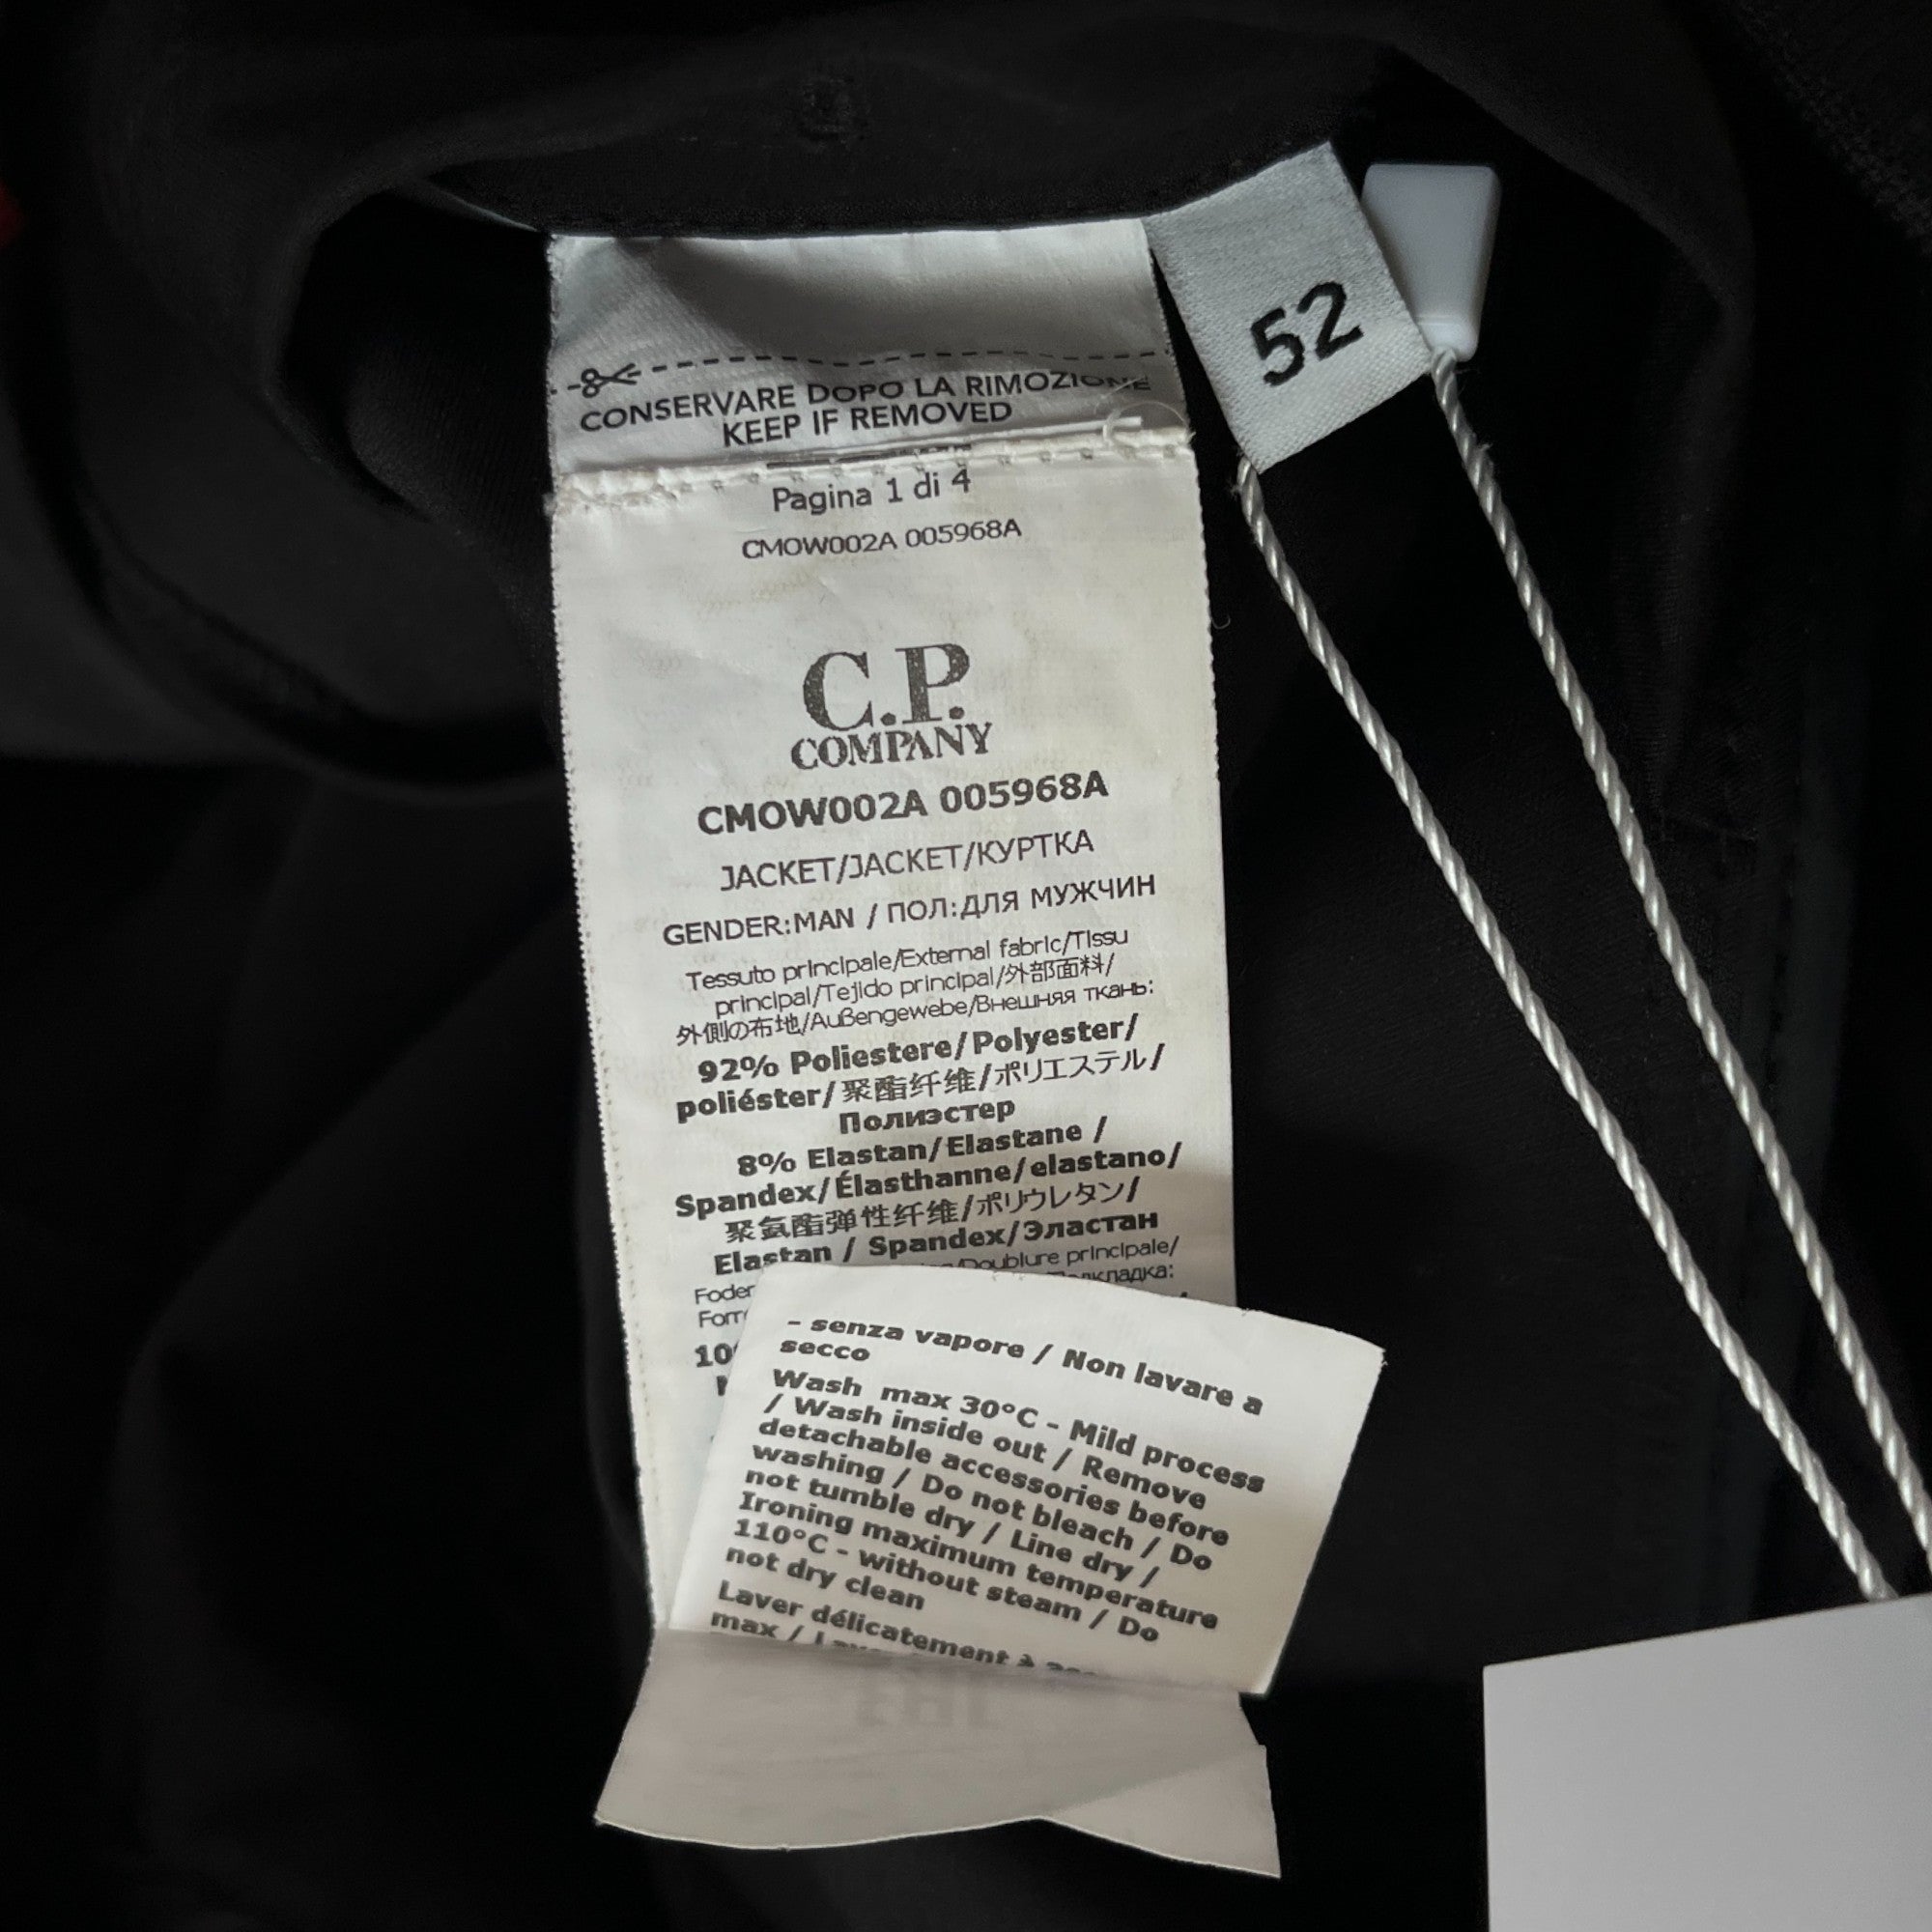 52
CONSERVARE DOPO LA RIMOZIONE
KEEP IF REMOVED
Pagina 1 di 4
CMOW002A 005968A
C.P.
COMPANY
CMOW002A 005968A
JACKET/JACKET/КУРТКА
GENDER:MAN / ПОЛ:ДЛЯ МУЖЧИН
Tessuto principale/External fabric/Tissu
principal/Tejido principal/外部面料/
外側の布地/Außengewebe/Внешняя ткань:
92% Poliestere/Polyester/
poliéster/聚酯纤维/ポリエステル/
Полиэстер
8% Elastan/Elastane /
Spandex/Élasthanne/elastano/
聚氨酯弹性纤维/ポリウレタン/
Elastan / Spandex/Эластан
/Doublure principale/
- senza vapore / Non lavare a
secco
Wash max 30°C - Mild process
/ Wash inside out / Remove
detachable accessories before
washing / Do not bleach / Do
not tumble dry / Line dry /
Ironing maximum temperature
110°C - without steam / Do
not dry clean
Laver délicatement à
max /